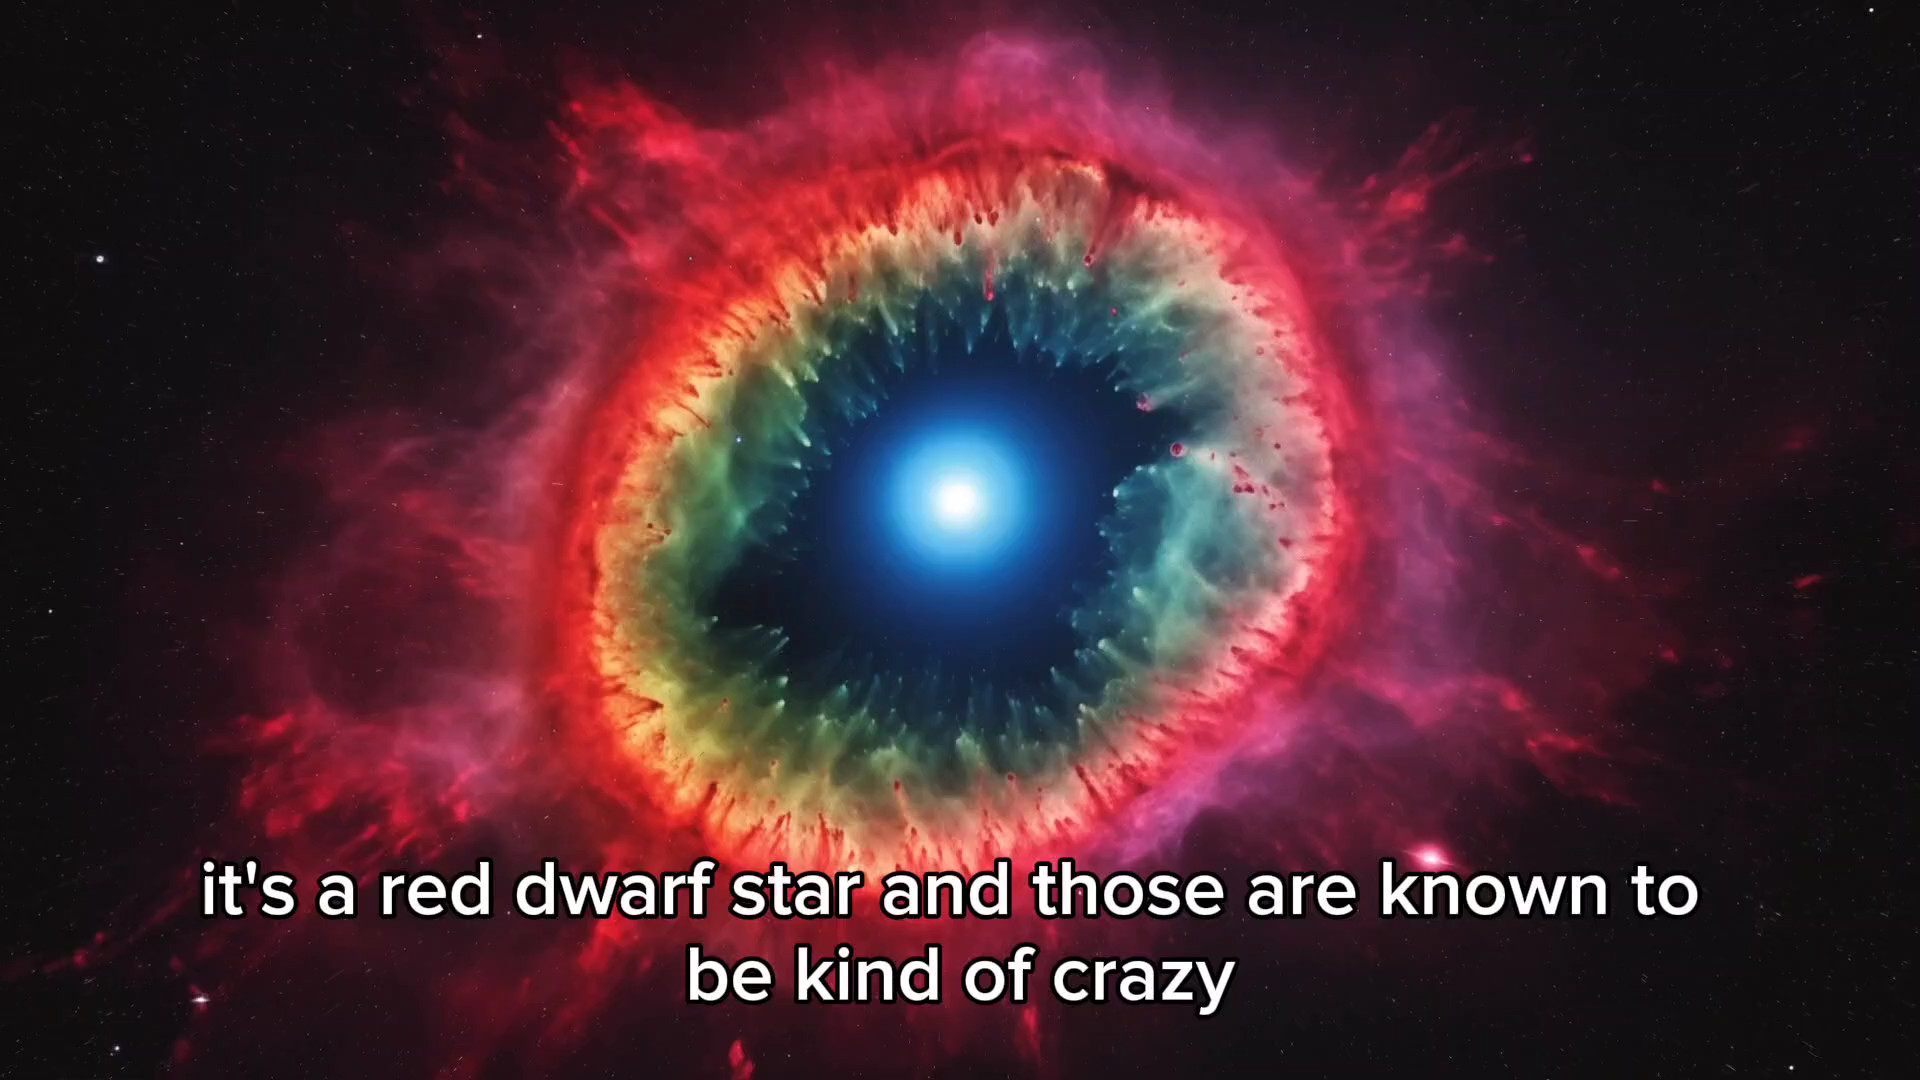 it's a red dwarf star and those are known to
be kind of crazy